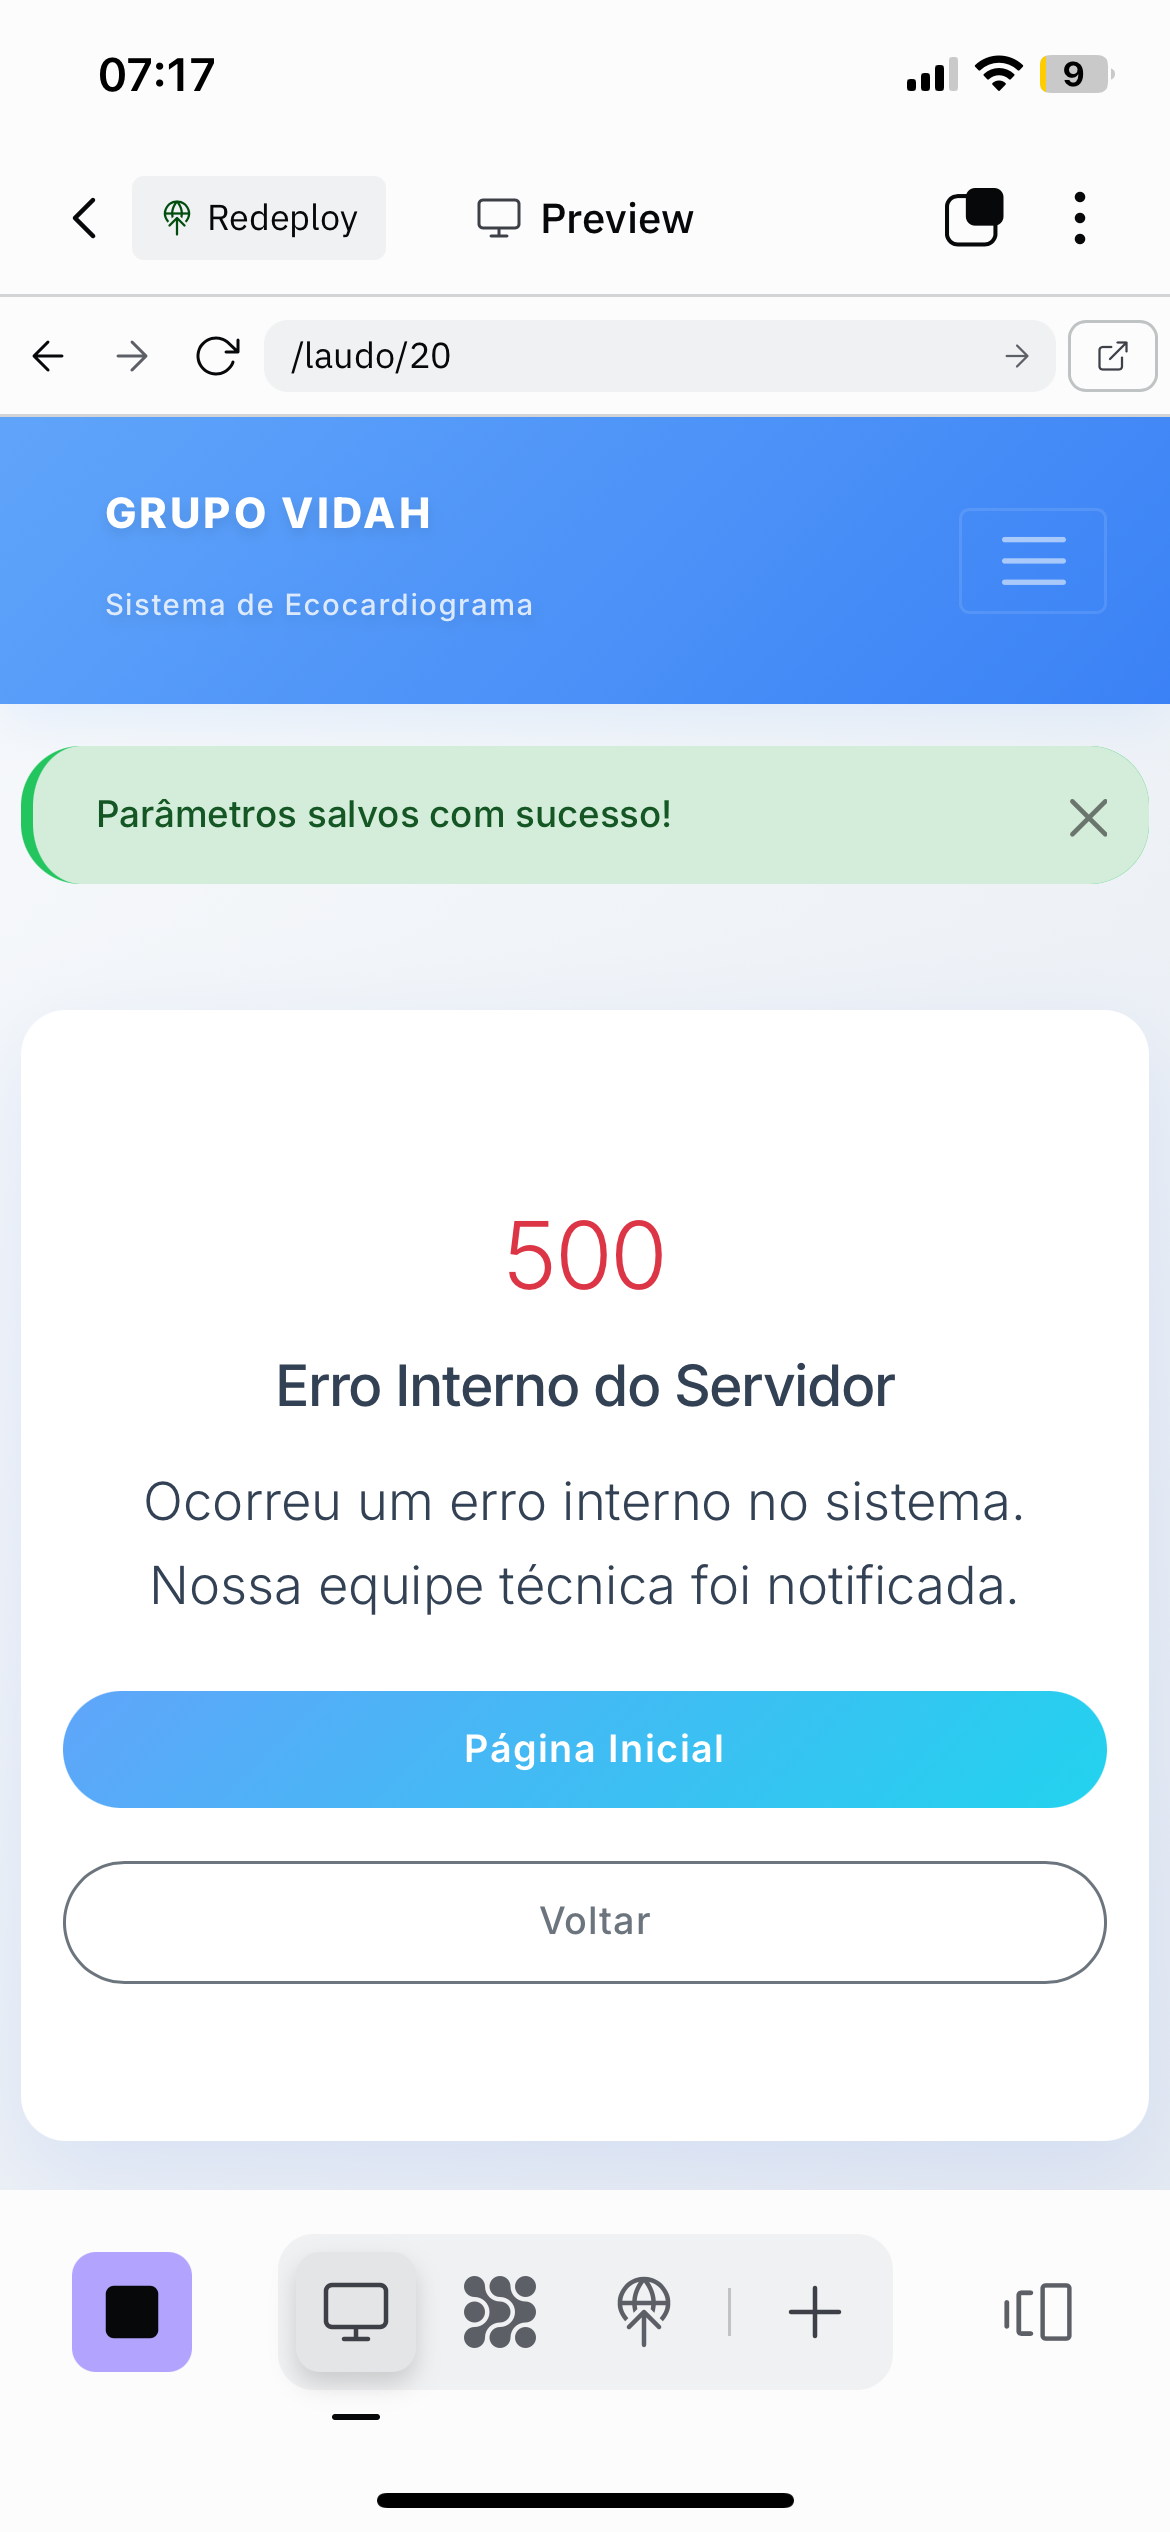 07:17
9
Redeploy
Preview
/laudo/20
GRUPO VIDAH
Sistema de Ecocardiograma
Parâmetros salvos com sucesso!
500
Erro Interno do Servidor
Ocorreu um erro interno no sistema.
Nossa equipe técnica foi notificada.
Página Inicial
Voltar